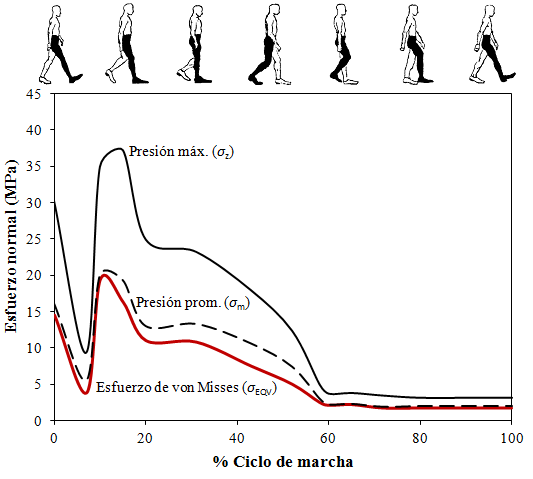 45
40
35
30
25
20
15
10
5
0
Esfuerzo normal (MPa)
Presión máx. (σz)
Presión prom. (σm)
Esfuerzo de von Misses (σEQV)
0 20 40 60 80 100
% Ciclo de marcha